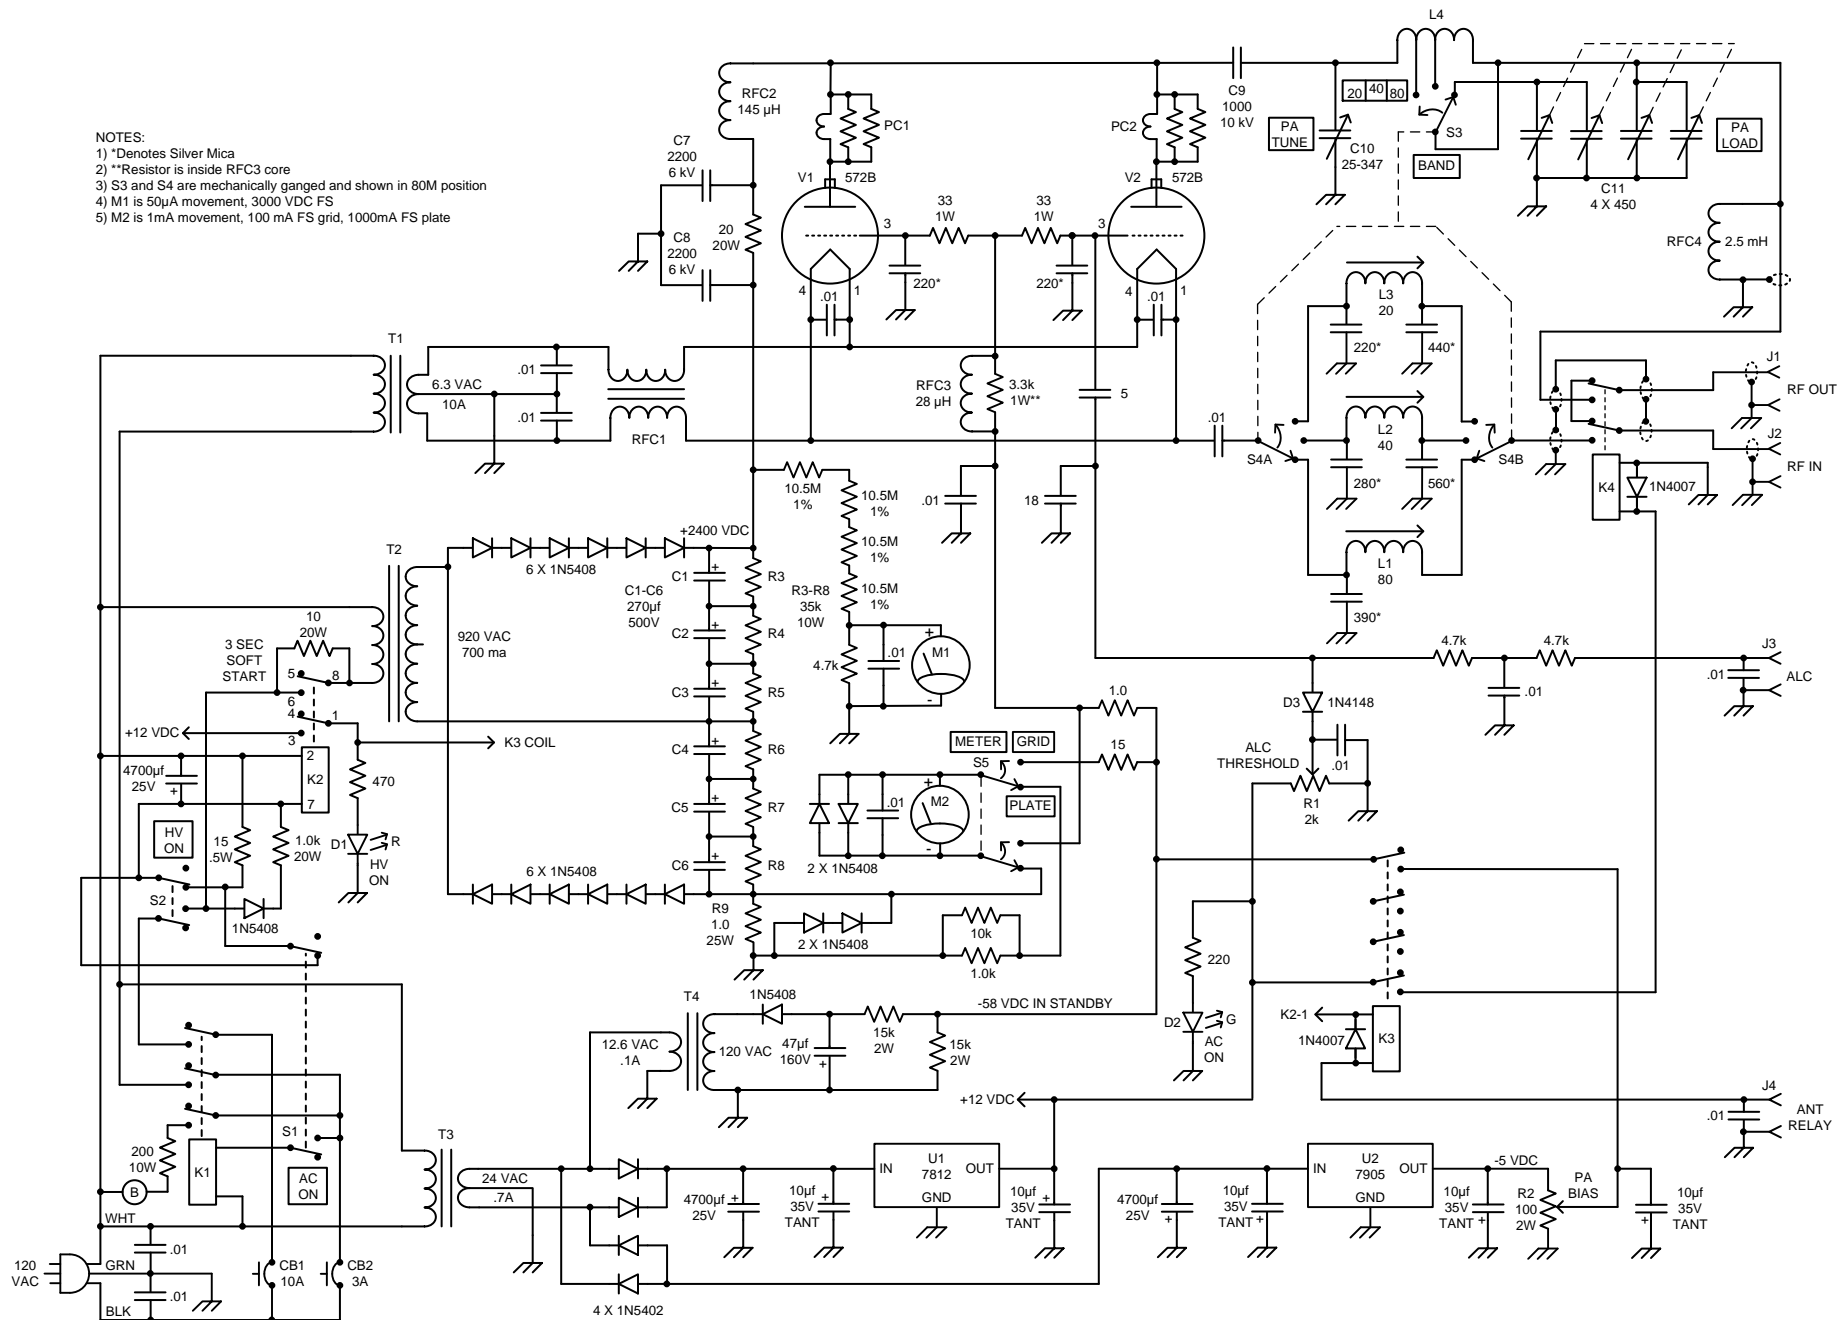 NOTES:
1) *Denotes Silver Mica
2) **Resistor is inside RFC3 core
3) S3 and S4 are mechanically ganged and shown in 80M position
4) M1 is 50µA movement, 3000 VDC FS
5) M2 is 1mA movement, 100 mA FS grid, 1000mA FS plate
RFC2
145 µH
C7
2200
6 kV
C8
2200
6 kV
20
20W
PC1
V1
572B
3
4
1
.01
220*
33
1W
33
1W
220*
PC2
V2
572B
3
4
1
.01
C9
1000
10 kV
L4
20
40
80
S3
PA
TUNE
C10
25-347
BAND
PA
LOAD
C11
4 X 450
RFC4
2.5 mH
T1
6.3 VAC
10A
.01
.01
RFC1
RFC3
28 µH
3.3k
1W**
5
.01
18
.01
S4A
S4B
L3
20
220*
440*
L2
40
280*
560*
L1
80
390*
J1
RF OUT
J2
RF IN
K4
1N4007
10.5M
1%
10.5M
1%
10.5M
1%
10.5M
1%
4.7k
.01
+
M1
-
+2400 VDC
T2
920 VAC
700 ma
6 X 1N5408
6 X 1N5408
C1-C6
270µf
500V
C1
+
C2
+
C3
+
C4
+
C5
+
C6
+
R3
R4
R5
R6
R7
R8
R3-R8
35k
10W
R9
1.0
25W
2 X 1N5408
10k
1.0k
10
20W
3 SEC
SOFT
START
5
8
6
4
1
3
+12 VDC
K3 COIL
2
K2
7
4700µf
25V
+
470
HV
ON
15
.5W
1.0k
20W
D1
R
HV
ON
S2
1N5408
METER
GRID
S5
PLATE
+
M2
-
.01
2 X 1N5408
1.0
15
4.7k
4.7k
.01
J3
.01
ALC
D3
1N4148
ALC
THRESHOLD
.01
R1
2k
220
D2
G
AC
ON
K2-1
1N4007
K3
J4
.01
ANT
RELAY
T4
12.6 VAC
.1A
120 VAC
1N5408
47µf
160V
+
15k
2W
15k
2W
-58 VDC IN STANDBY
+12 VDC
200
10W
B
K1
S1
AC
ON
WHT
GRN
BLK
120
VAC
.01
.01
CB1
10A
CB2
3A
T3
24 VAC
.7A
4 X 1N5402
4700µf
25V
+
10µf
35V
TANT
+
U1
7812
IN
OUT
GND
10µf
35V
TANT
+
4700µf
25V
+
10µf
35V
TANT
+
U2
7905
IN
OUT
GND
-5 VDC
10µf
35V
TANT
+
R2
100
2W
PA
BIAS
10µf
35V
TANT
+